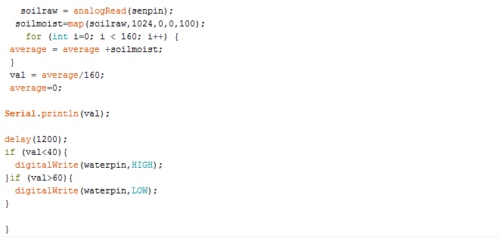 soilraw = analogRead(senpin);
soilmoist=map(soilraw,1024,0,0,100);
for (int i=0; i < 160; i++) {
average = average +soilmoist;
}
val = average/160;
average=0;
Serial.println(val);
delay(1200);
if (val<40){
digitalWrite(waterpin,HIGH);
}if (val>60){
digitalWrite(waterpin,LOW);
}
}